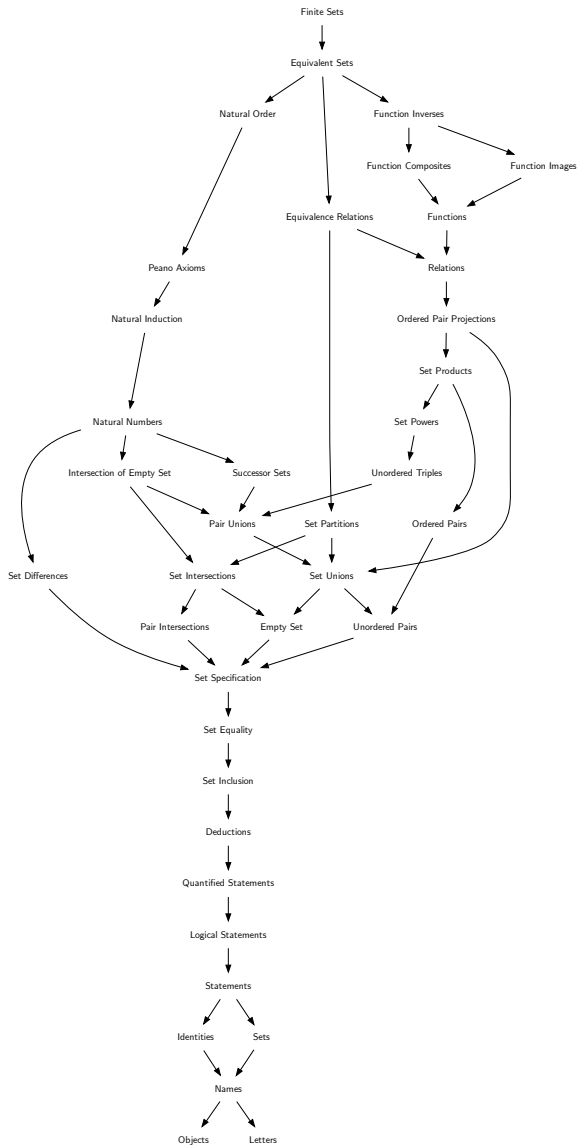 Finite Sets
Equivalent Sets
Natural Order
Function Inverses
Function Composites
Function Images
Equivalence Relations
Functions
Peano Axioms
Relations
Natural Induction
Ordered Pair Projections
Set Products
Natural Numbers
Set Powers
Intersection of Empty Set
Successor Sets
Unordered Triples
Pair Unions
Set Partitions
Ordered Pairs
Set Differences
Set Intersections
Set Unions
Pair Intersections
Empty Set
Unordered Pairs
Set Specification
Set Equality
Set Inclusion
Deductions
Quantified Statements
Logical Statements
Statements
Identities
Sets
Names
Objects
Letters